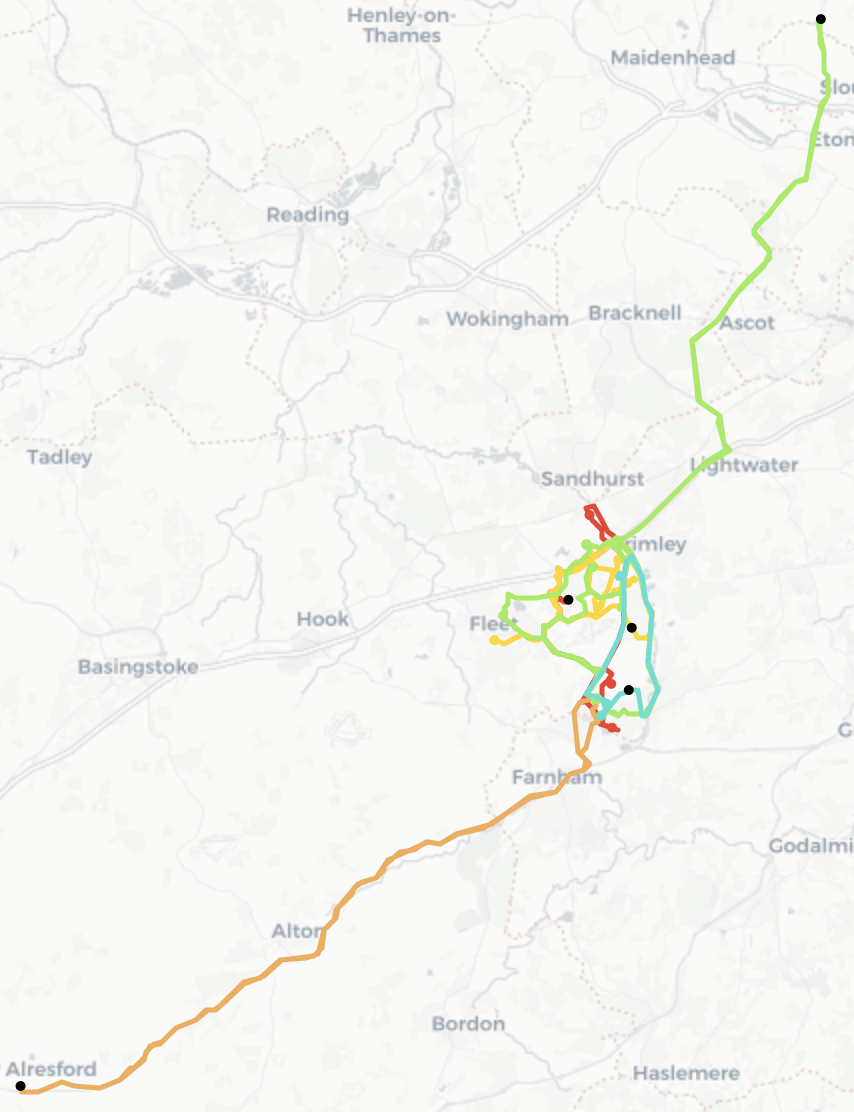 Henley-on-
Thames
Maidenhead
Slou
Eton
Reading
Wokingham
Bracknell
Ascot
Tadley
Lightwater
Sandhurst
rimley
Hook
Fleet
Basingstoke
G
Farnham
Godalmi
Alton
Bordon
Alresford
Haslemere